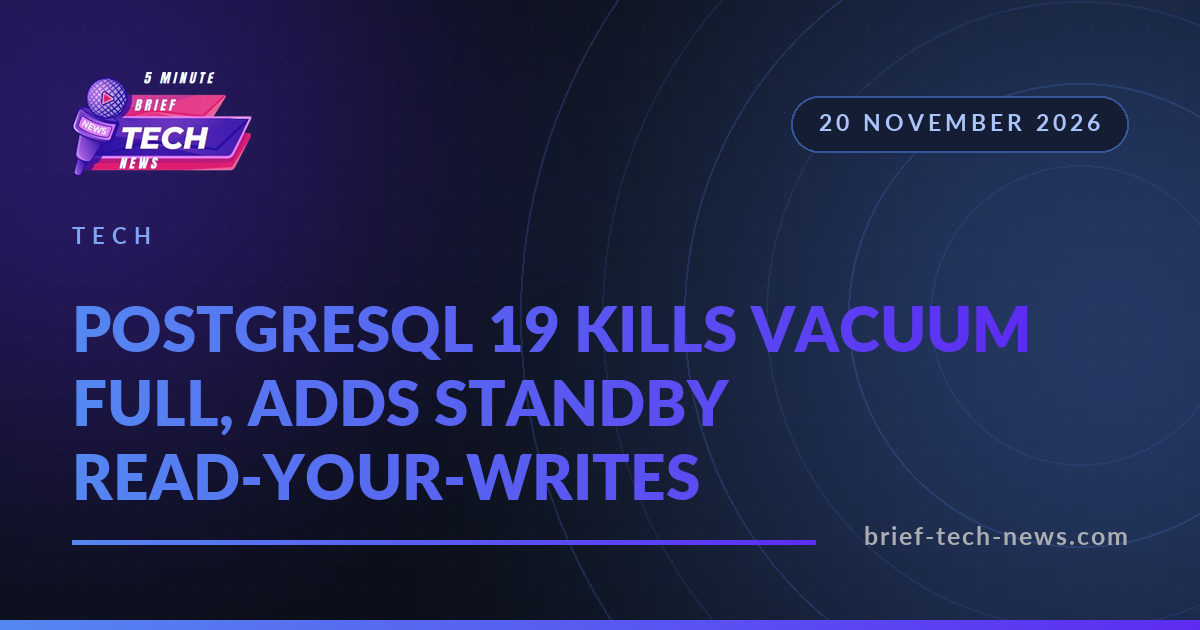 5 MINUTE
BRIEF
NEWS
TECH
NEWS
20 NOVEMBER 2026
TECH
POSTGRESQL 19 KILLS VACUUM
FULL, ADDS STANDBY
READ-YOUR-WRITES
brief-tech-news.com